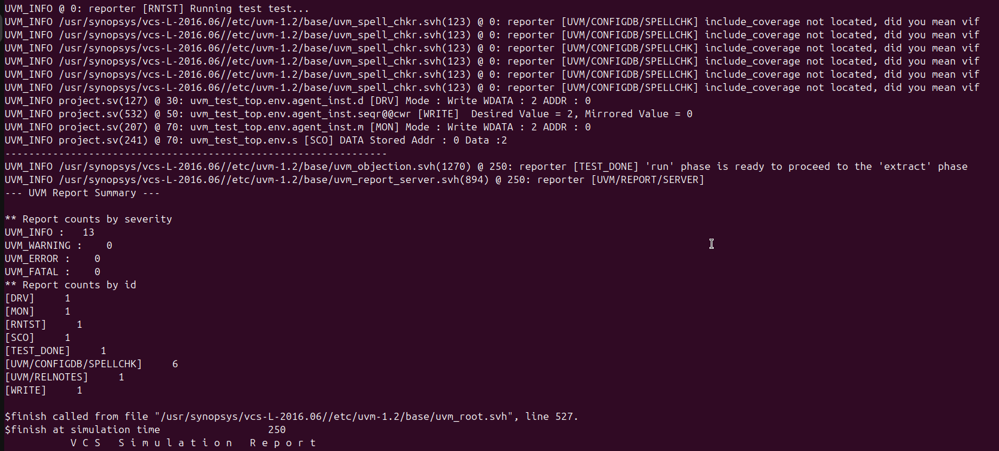 UVM_INFO @ 0: reporter [RNTST] Running test test...
UVM_INFO /usr/synopsys/vcs-L-2016.06//etc/uvm-1.2/base/uvm_spell_chkr.svh(123) @ 0: reporter [UVM/CONFIGDB/SPELLCHK] include_coverage not located, did you mean vif
UVM_INFO /usr/synopsys/vcs-L-2016.06//etc/uvm-1.2/base/uvm_spell_chkr.svh(123) @ 0: reporter [UVM/CONFIGDB/SPELLCHK] include_coverage not located, did you mean vif
UVM_INFO /usr/synopsys/vcs-L-2016.06//etc/uvm-1.2/base/uvm_spell_chkr.svh(123) @ 0: reporter [UVM/CONFIGDB/SPELLCHK] include_coverage not located, did you mean vif
UVM_INFO /usr/synopsys/vcs-L-2016.06//etc/uvm-1.2/base/uvm_spell_chkr.svh(123) @ 0: reporter [UVM/CONFIGDB/SPELLCHK] include_coverage not located, did you mean vif
UVM_INFO /usr/synopsys/vcs-L-2016.06//etc/uvm-1.2/base/uvm_spell_chkr.svh(123) @ 0: reporter [UVM/CONFIGDB/SPELLCHK] include_coverage not located, did you mean vif
UVM_INFO /usr/synopsys/vcs-L-2016.06//etc/uvm-1.2/base/uvm_spell_chkr.svh(123) @ 0: reporter [UVM/CONFIGDB/SPELLCHK] include_coverage not located, did you mean vif
UVM_INFO project.sv(127) @ 30: uvm_test_top.env.agent_inst.d [DRV] Mode : Write WDATA : 2 ADDR : 0
UVM_INFO project.sv(532) @ 50: uvm_test_top.env.agent_inst.seqr@@cwr [WRITE]  Desired Value = 2, Mirrored Value = 0
UVM_INFO project.sv(207) @ 70: uvm_test_top.env.agent_inst.m [MON] Mode : Write WDATA : 2 ADDR : 0
UVM_INFO project.sv(241) @ 70: uvm_test_top.env.s [SCO] DATA Stored Addr : 0 Data :2
----------------------------------------------------------------
UVM_INFO /usr/synopsys/vcs-L-2016.06//etc/uvm-1.2/base/uvm_objection.svh(1270) @ 250: reporter [TEST_DONE] 'run' phase is ready to proceed to the 'extract' phase
UVM_INFO /usr/synopsys/vcs-L-2016.06//etc/uvm-1.2/base/uvm_report_server.svh(894) @ 250: reporter [UVM/REPORT/SERVER]
--- UVM Report Summary ---

** Report counts by severity
UVM_INFO :   13
UVM_WARNING :    0
UVM_ERROR :    0
UVM_FATAL :    0
** Report counts by id
[DRV]     1
[MON]     1
[RNTST]     1
[SCO]     1
[TEST_DONE]     1
[UVM/CONFIGDB/SPELLCHK]     6
[UVM/RELNOTES]     1
[WRITE]     1

$finish called from file "/usr/synopsys/vcs-L-2016.06//etc/uvm-1.2/base/uvm_root.svh", line 527.
$finish at simulation time                  250
           V C S   S i m u l a t i o n   R e p o r t